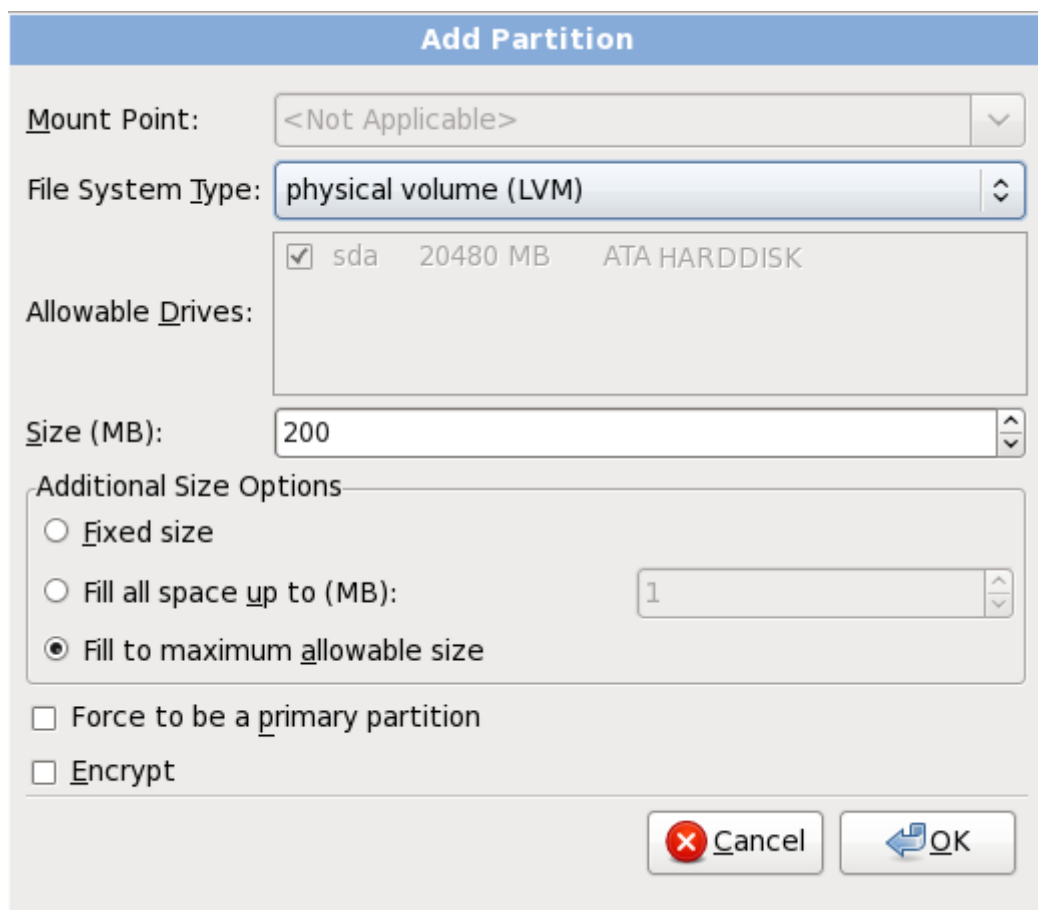 Add Partition
Mount Point: <Not Applicable>
File System Type: physical volume (LVM)
sda 20480 MB ATA HARDDISK
Allowable Drives:
Size (MB): 200
Additional Size Options
Fixed size
Fill all space up to (MB): 1
Fill to maximum allowable size
Force to be a primary partition
Encrypt
Cancel OK